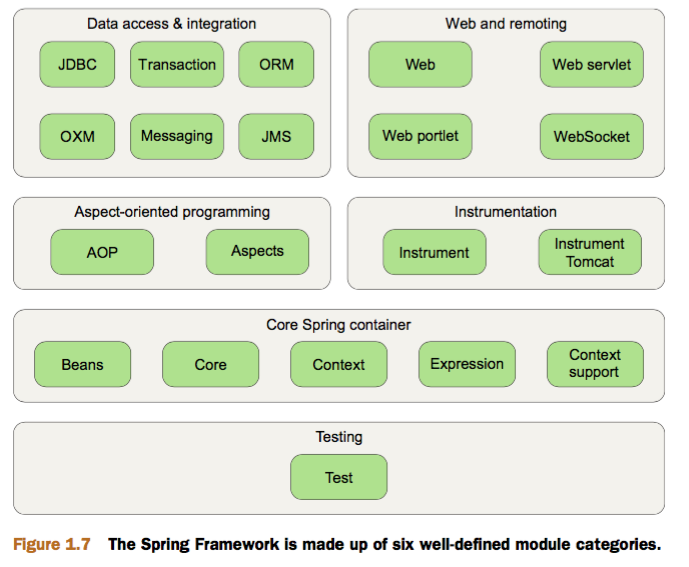 Data access & integration
JDBC
Transaction
ORM
OXM
Messaging
JMS
Web and remoting
Web
Web servlet
Web portlet
WebSocket
Aspect-oriented programming
AOP
Aspects
Instrumentation
Instrument
Instrument
Tomcat
Core Spring container
Beans
Core
Context
Expression
Context
support
Testing
Test
Figure 1.7 The Spring Framework is made up of six well-defined module categories.